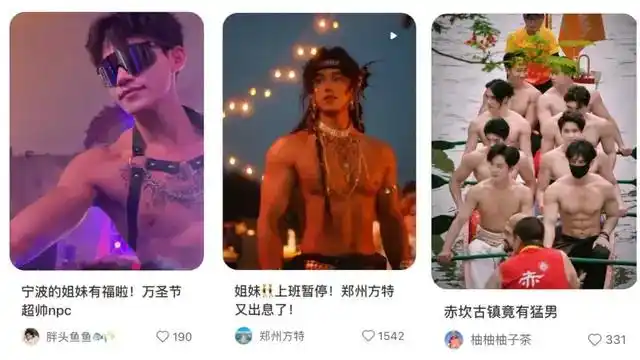 赤
宁波的姐妹有福啦！万圣节
超帅npc
胖头鱼鱼
190
姐妹👯上班暂停！郑州方特
又出息了！
郑州方特
1542
赤坎古镇竟有猛男
柚柚柚子茶
331